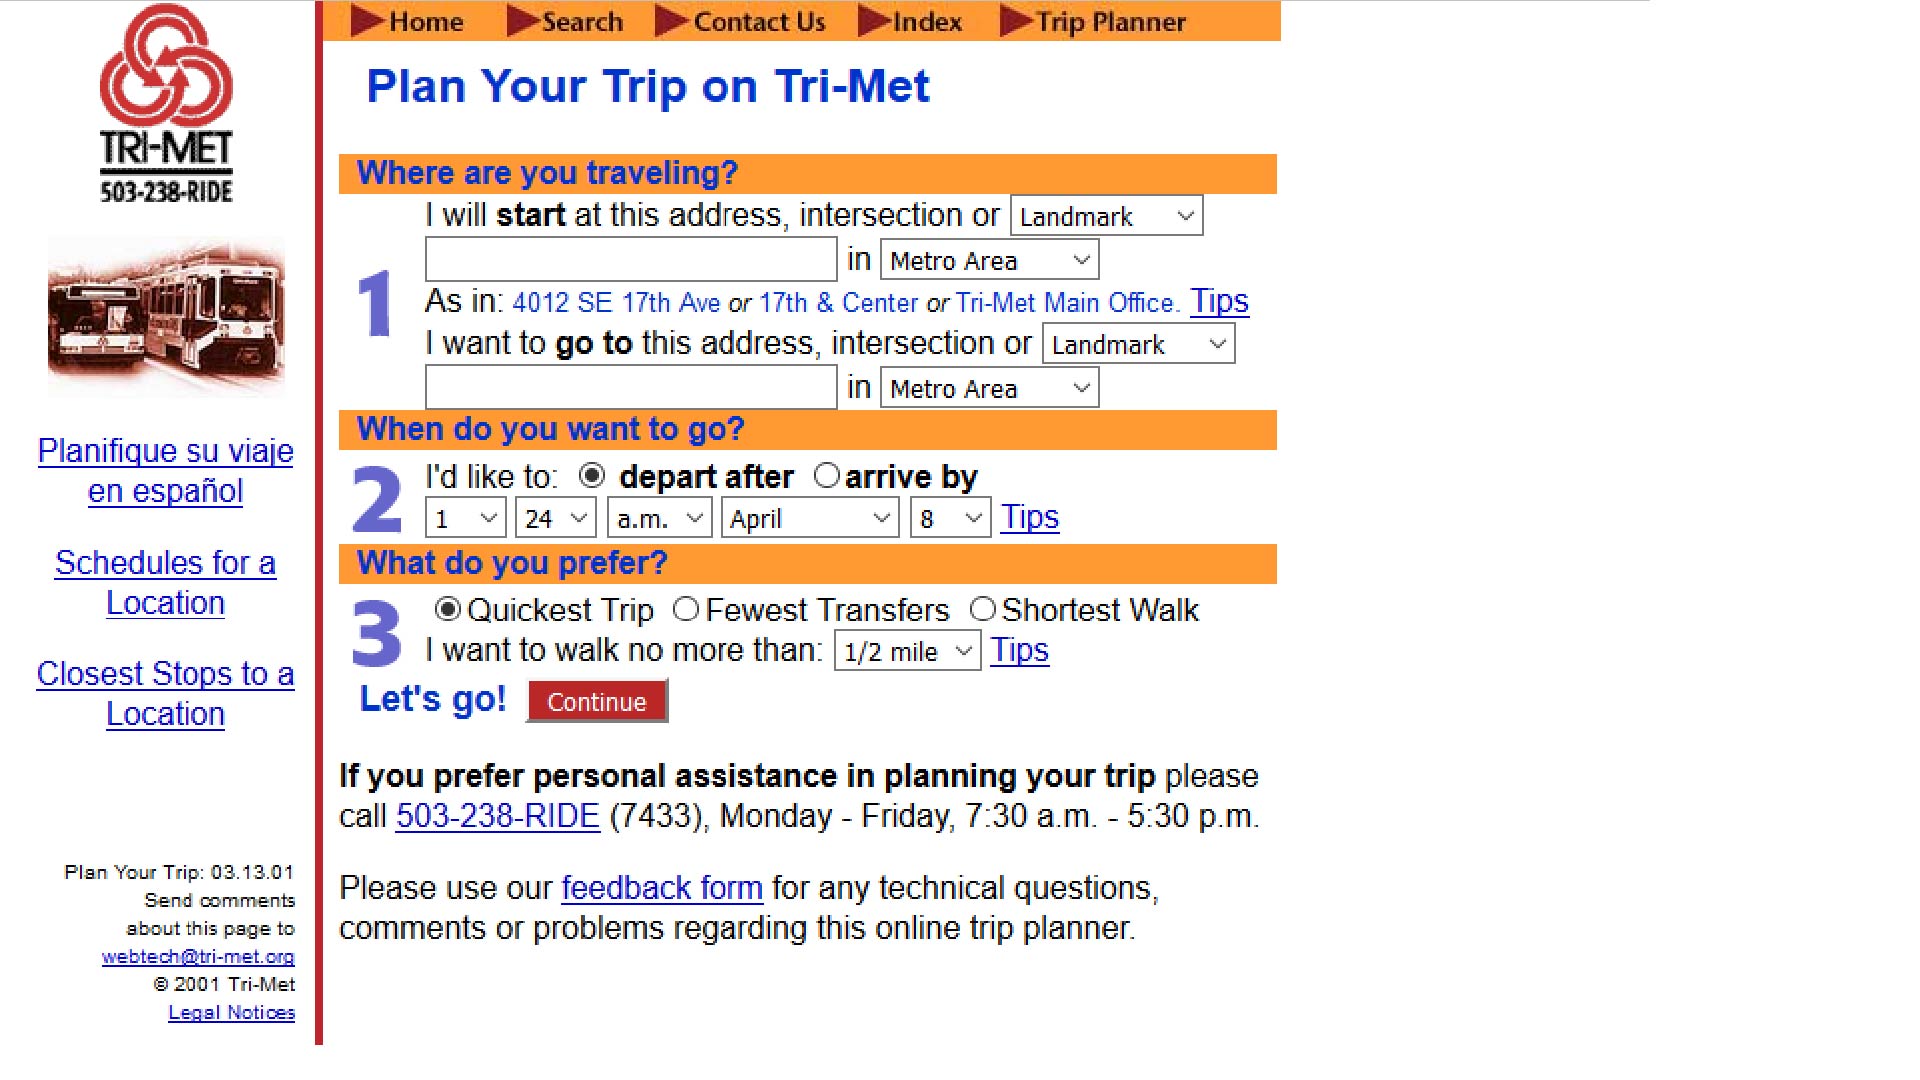 TRI-MET
503-238-RIDE
Planifique su viaje
en español
Schedules for a
Location
Closest Stops to a
Location
Plan Your Trip: 03.13.01
Send comments
about this page to
webtech@tri-met.org
© 2001 Tri-Met
Legal Notices
Home Search Contact Us Index Trip Planner
Plan Your Trip on Tri-Met
Where are you traveling?
1
I will start at this address, intersection or Landmark
in Metro Area
As in: 4012 SE 17th Ave or 17th & Center or Tri-Met Main Office. Tips
I want to go to this address, intersection or Landmark
in Metro Area
When do you want to go?
2
I'd like to: depart after arrive by
1 24 a.m. April 8 Tips
What do you prefer?
3
Quickest Trip Fewest Transfers Shortest Walk
I want to walk no more than: 1/2 mile Tips
Let's go! Continue
If you prefer personal assistance in planning your trip please
call 503-238-RIDE (7433), Monday - Friday, 7:30 a.m. - 5:30 p.m.
Please use our feedback form for any technical questions,
comments or problems regarding this online trip planner.